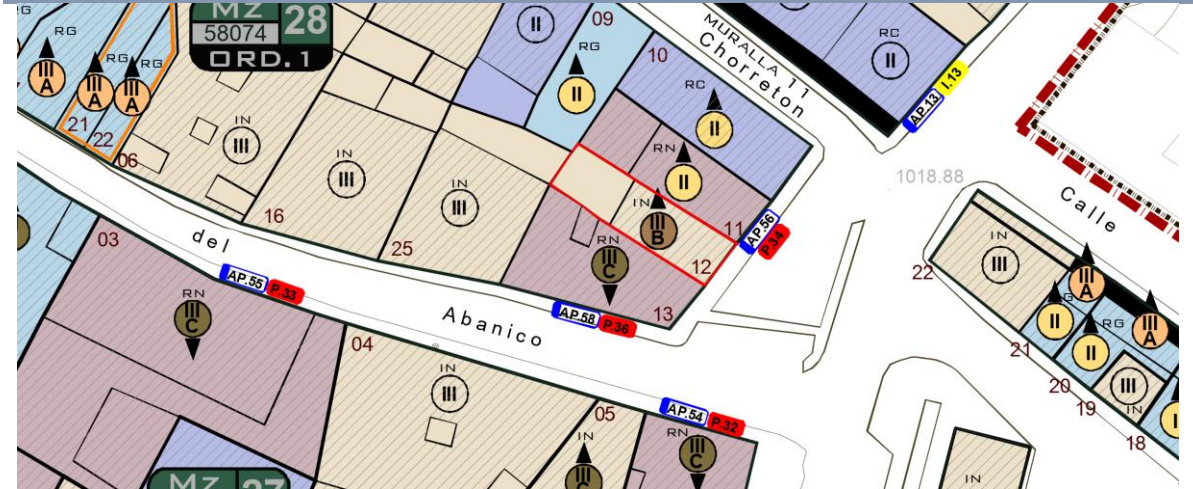 RG
MZ
58074
28
ORD.1
II
09
RG
II
10
MURALLA 11
Chorreton
RC
II
AP.13
I.13
RG
III
A
RG
III
A
RG
III
A
21
22
06
IN
III
IN
III
IN
III
16
25
RC
II
RN
II
IN
III
B
RN
III
C
11
12
13
AP.56
P.34
1018.88
Calle
03
del
AP.55
P.33
Abanico
AP.58
P.36
RN
III
C
04
IN
III
05
IN
III
C
AP.54
P.32
RN
III
C
MZ
27
22
IN
III
III
A
RG
II
21
RG
II
20
III
A
III
IN
19
18
IN